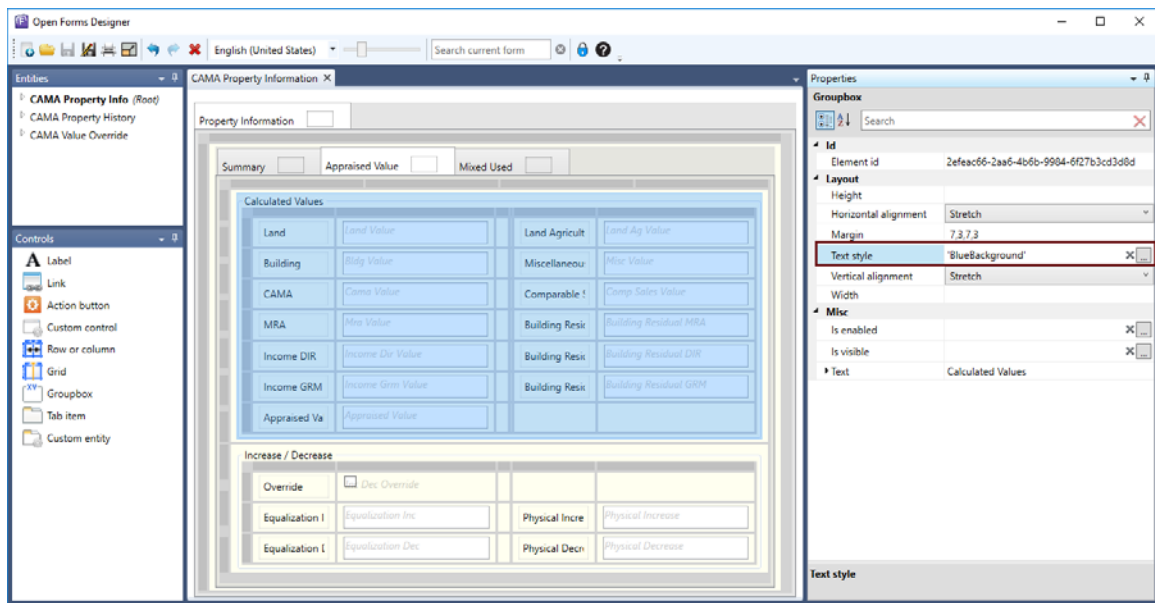 Open Forms Designer
English (United States)
Search current form
Entities
CAMA Property Info (Root)
CAMA Property History
CAMA Value Override
Controls
A Label
Link
Action button
Custom control
Row or column
Grid
Groupbox
Tab item
Custom entity
CAMA Property Information
Property Information
Summary Appraised Value Mixed Used
Calculated Values
Land Land Value Land Agricult Land Ag Value
Building Bldg Value Miscellaneou Misc Value
CAMA Cama Value Comparable S Comp Sales Value
MRA Mra Value Building Resic Building Residual MRA
Income DIR Income Dir Value Building Resic Building Residual DIR
Income GRM Income Grm Value Building Resic Building Residual GRM
Appraised Va Appraised Value
Increase / Decrease
Override ... Dec Override
Equalization I Equalization Inc Physical Incre Physical Increase
Equalization D Equalization Dec Physical Decr Physical Decrease
Properties
Groupbox
Search
Id
Element id 2efeac66-2aa6-4b6b-9984-6f27b3cd3d8d
Layout
Height
Horizontal alignment Stretch
Margin 7,3,7,3
Text style 'BlueBackground' ...
Vertical alignment Stretch
Width
Misc
Is enabled ...
Is visible ...
Text Calculated Values
Text style